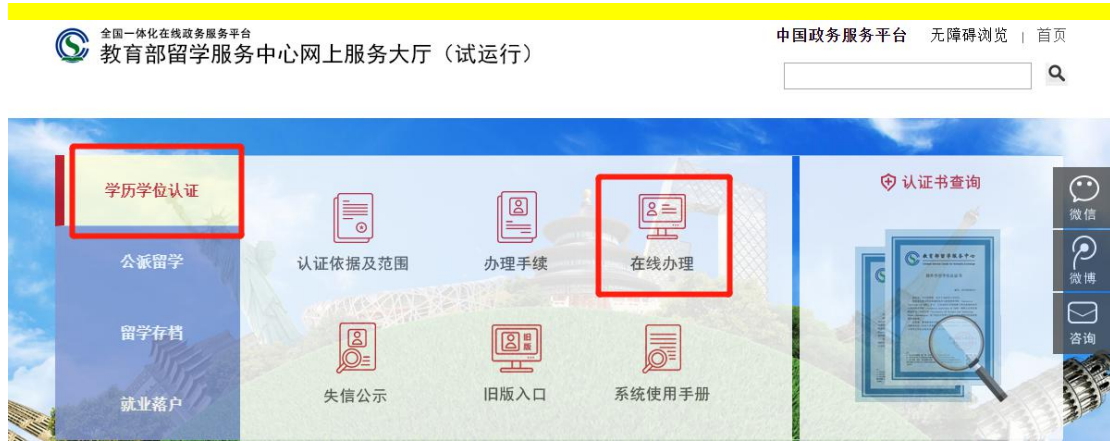 全国一体化在线政务服务平台
教育部留学服务中心网上服务大厅（试运行）
中国政务服务平台 无障碍浏览 | 首页
学历学位认证
公派留学
留学存档
就业落户
认证依据及范围 办理手续 在线办理
失信公示 旧版入口 系统使用手册
认证书查询
微信
微博
咨询